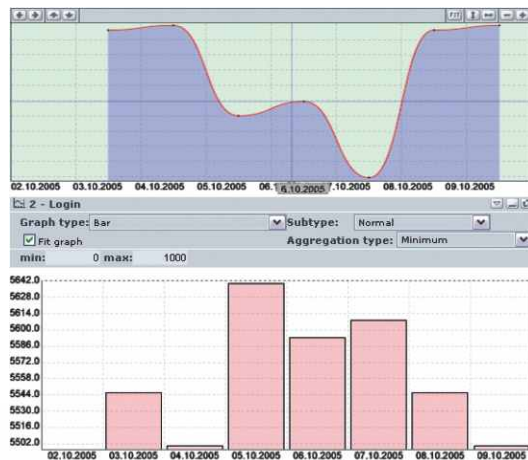 FIT
02.10.2005 03.10.2005 04.10.2005 05.10.2005 6.10.2005 7.10.2005 08.10.2005 09.10.2005
2 - Login
Graph type: Bar Subtype: Normal
Fit graph Aggregation type: Minimum
min: 0 max: 1000
5642.0
5628.0
5614.0
5600.0
5586.0
5572.0
5558.0
5544.0
5530.0
5516.0
5502.0
02.10.2005 03.10.2005 04.10.2005 05.10.2005 06.10.2005 07.10.2005 08.10.2005 09.10.2005